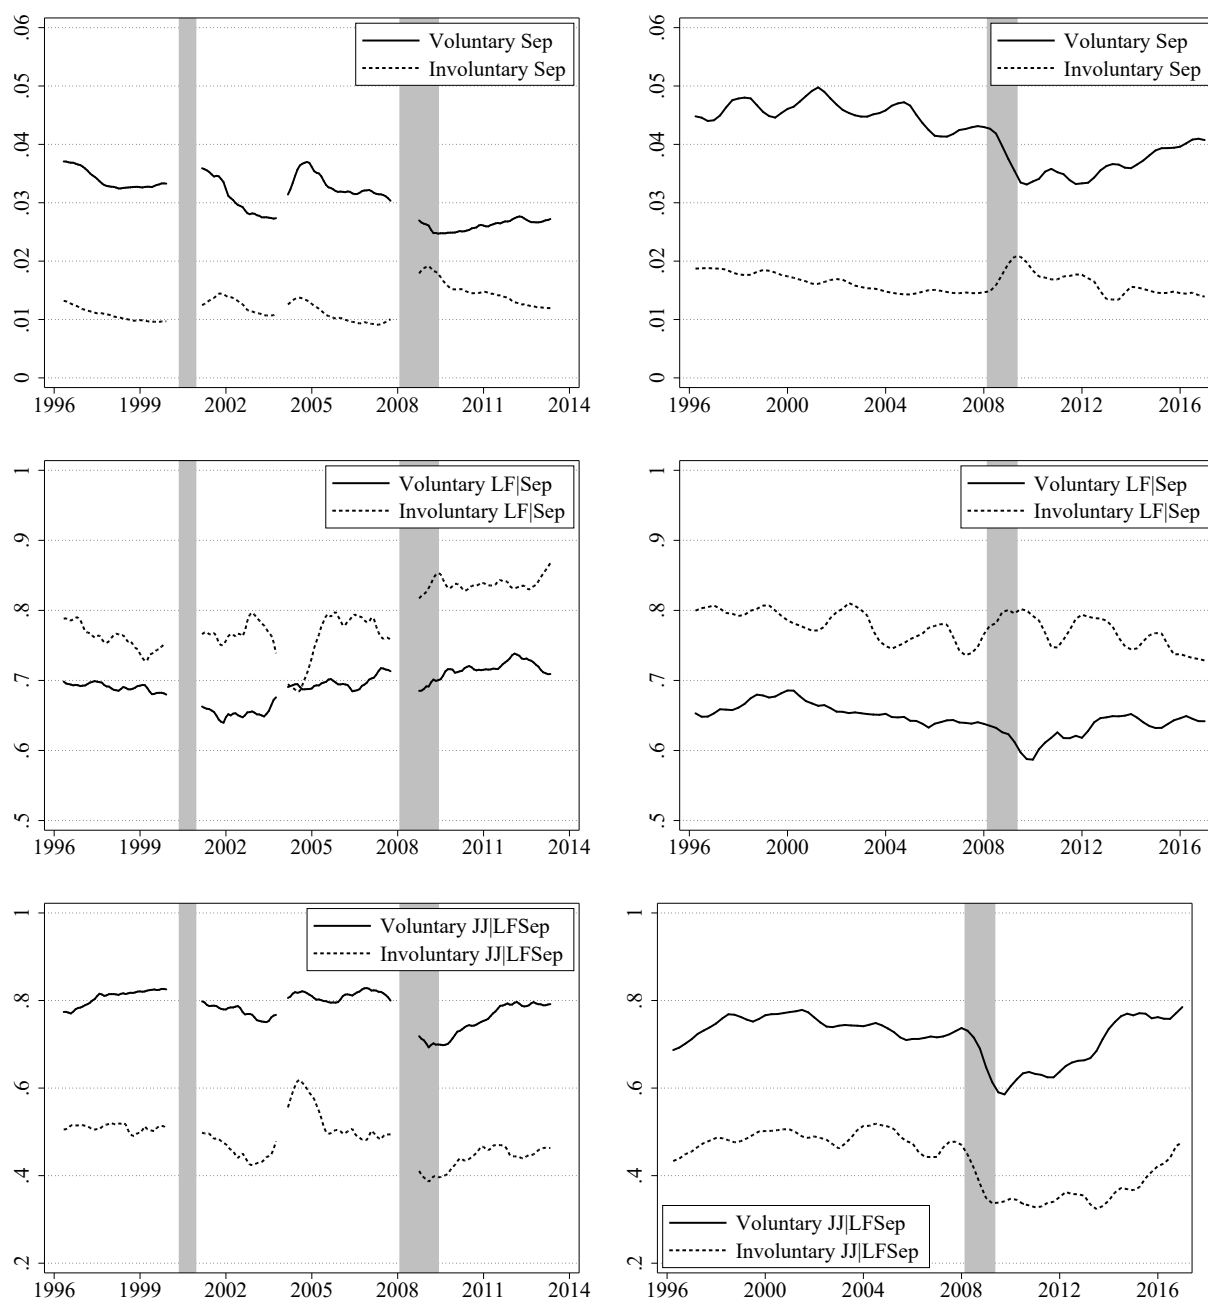 Voluntary Sep
Involuntary Sep
.06
.05
.04
.03
.02
.01
0
1996 1999 2002 2005 2008 2011 2014
Voluntary Sep
Involuntary Sep
.06
.05
.04
.03
.02
.01
0
1996 2000 2004 2008 2012 2016
Voluntary LF|Sep
Involuntary LF|Sep
1
.9
.8
.7
.6
.5
1996 1999 2002 2005 2008 2011 2014
Voluntary LF|Sep
Involuntary LF|Sep
1
.9
.8
.7
.6
.5
1996 2000 2004 2008 2012 2016
Voluntary JJ|LFSep
Involuntary JJ|LFSep
1
.8
.6
.4
.2
1996 1999 2002 2005 2008 2011 2014
1
.8
.6
.4
.2
Voluntary JJ|LFSep
Involuntary JJ|LFSep
1996 2000 2004 2008 2012 2016